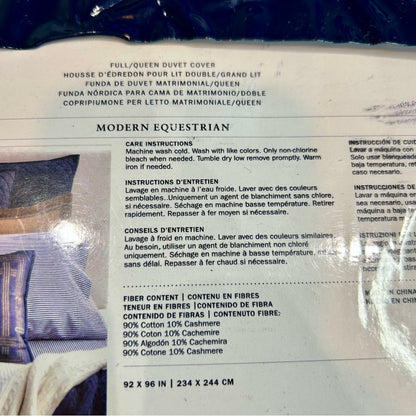 FULL/QUEEN DUVET COVER
HOUSSE D'ÉDREDON POUR LIT DOUBLE/GRAND LIT
FUNDA DE DUVET MATRIMONIAL/QUEEN
FUNDA NÓRDICA PARA CAMA DE MATRIMONIO/DOBLE
COPRIPIUMONE PER LETTO MATRIMONIALE/QUEEN
MODERN EQUESTRIAN
CARE INSTRUCTIONS
Machine wash cold. Wash with like colors. Only non-chlorine
bleach when needed. Tumble dry low remove promptly. Warm
iron if needed.
INSTRUCTIONS D'ENTRETIEN
Lavage en machine à l'eau froide. Laver avec des couleurs
semblables. Uniquement un agent de blanchiment sans chlore,
si nécessaire. Séchage en machine basse température. Retirer
rapidement. Repasser à fer moyen si nécessaire.
CONSEILS D'ENTRETIEN
Lavage à froid en machine. Laver avec des couleurs similaires.
Au besoin, utiliser un agent de blanchiment non chloré
uniquement. Séchage en machine à basse température,
sans délai. Repasser à fer chaud si nécessaire.
FIBER CONTENT | CONTENU EN FIBRES
TENEUR EN FIBRES |CONTENIDO DE FIBRA
CONTENIDO DE FIBRAS | CONTENUTO FIBRE:
90% Cotton 10% Cashmere
90% Coton 10% Cachemire
90% Algodón 10% Cachemira
90% Cotone 10% Cashmere
92 X 96 IN | 234 X 244 CM
INSTRUCCIÓN DE
Lavar a máquina con
Solo usar blanqueador
baja temperatura, 
caso necesario.
INSTRUCCIONES DE
Lavar a máquina en
sea necesario, 
máquina a baja
temperatura
IN CHINA
EN